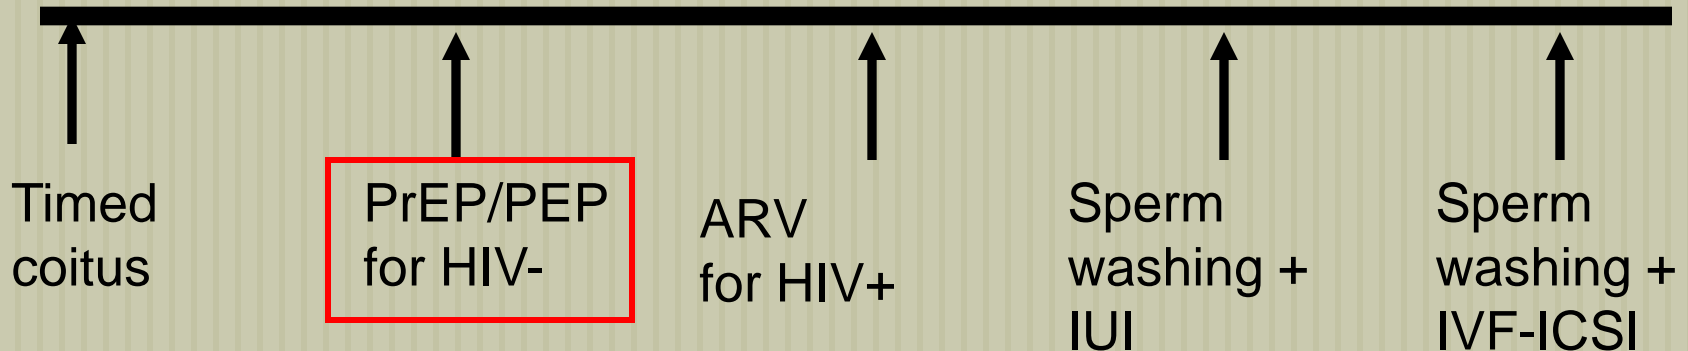 Timed
coitus
PrEP/PEP
for HIV-
ARV
for HIV+
Sperm
washing +
IUI
Sperm
washing +
IVF-ICSI